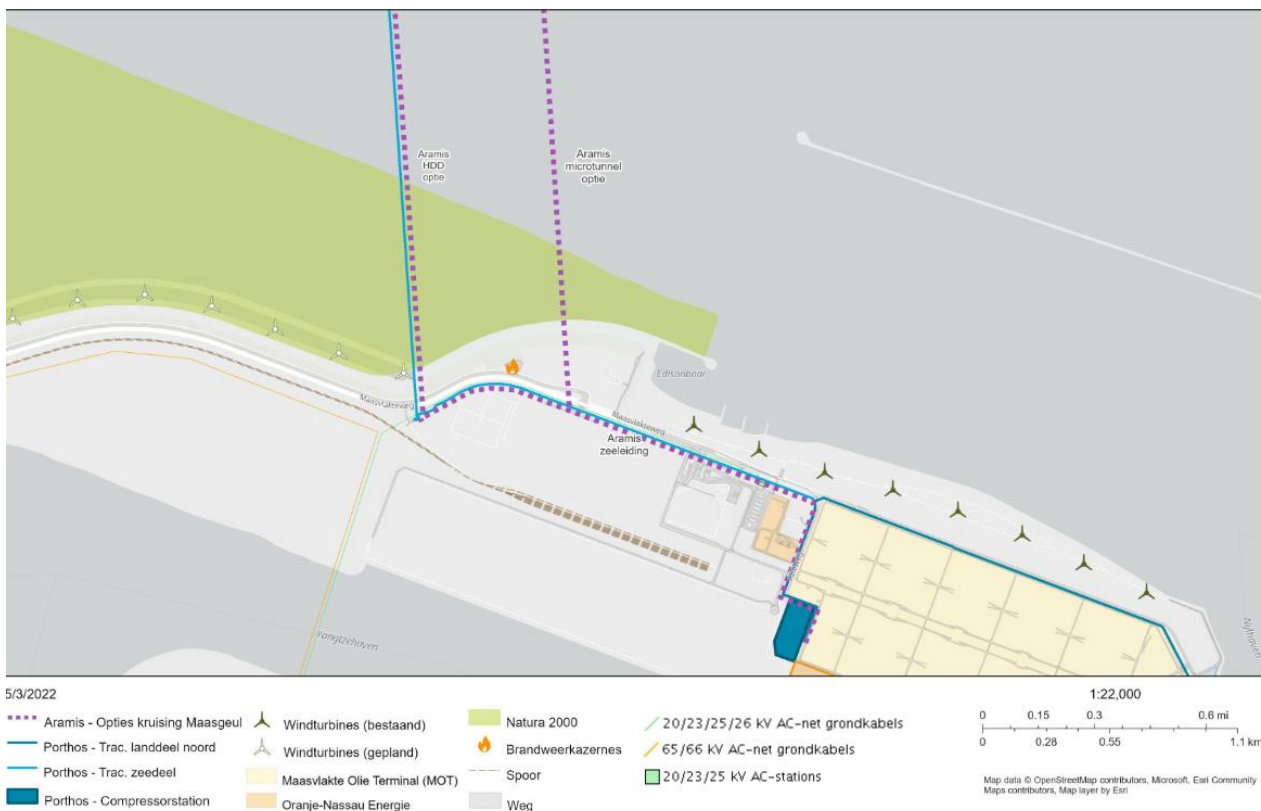 Aramis
HDD
optie
Aramis
microtunnel
optie
Edisonbaai
Maasvlakteweg
Maasvlakteweg
Aramis
zeeleiding
Yangtzehaven
Nijlhaven
5/3/2022
1:22,000
Aramis - Opties kruising Maasgeul
Porthos - Trac. landdeel noord
Porthos - Trac. zeedeel
Porthos - Compressorstation
Windturbines (bestaand)
Windturbines (gepland)
Maasvlakte Olie Terminal (MOT)
Oranje-Nassau Energie
Natura 2000
Brandweerkazernes
Spoor
Weg
20/23/25/26 kV AC-net grondkabels
65/66 kV AC-net grondkabels
20/23/25 kV AC-stations
0 0.15 0.3 0.6 mi
0 0.28 0.55 1.1 km
Map data © OpenStreetMap contributors, Microsoft, Esri Community
Maps contributors, Map layer by Esri